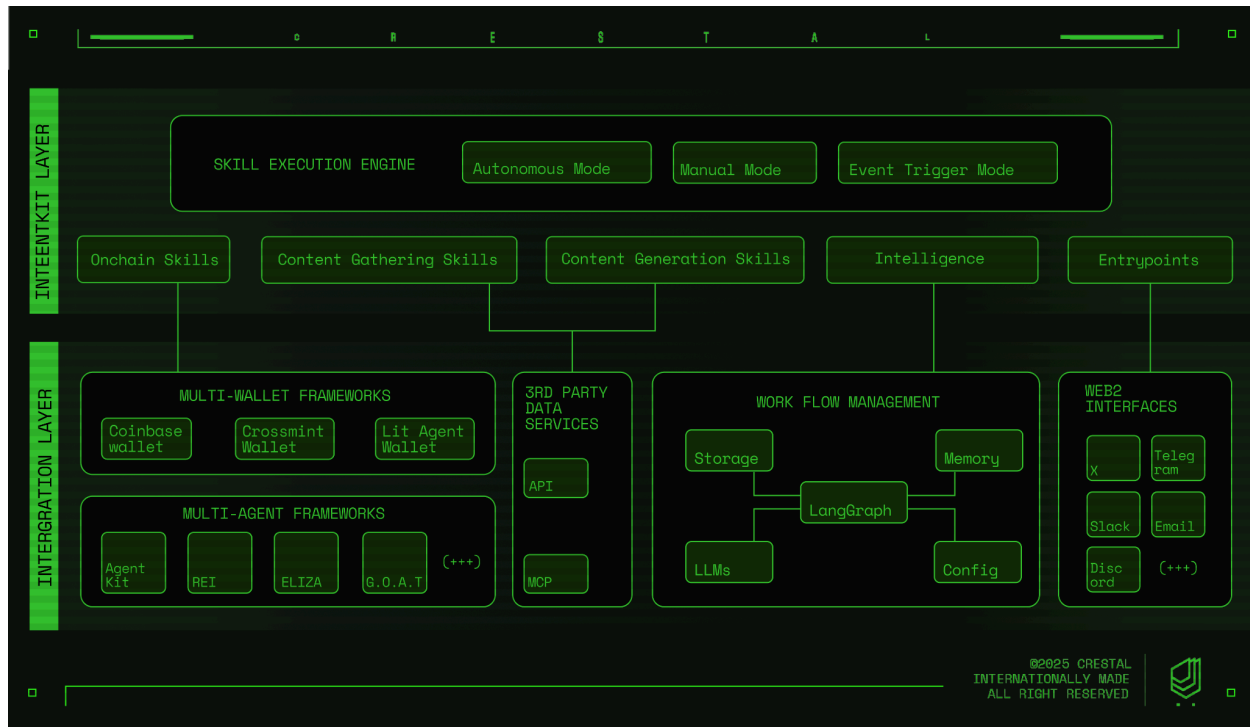 CRESTAL
INTEENTKIT LAYER
SKILL EXECUTION ENGINE
Autonomous Mode
Manual Mode
Event Trigger Mode
Onchain Skills
Content Gathering Skills
Content Generation Skills
Intelligence
Entrypoints
INTERGRATION LAYER
MULTI-WALLET FRAMEWORKS
Coinbase
wallet
Crossmint
Wallet
Lit Agent
Wallet
MULTI-AGENT FRAMEWORKS
Agent
Kit
REI
ELIZA
G.O.A.T
(+++)
3RD PARTY
DATA
SERVICES
API
MCP
WORK FLOW MANAGEMENT
Storage
Memory
LangGraph
LLMs
Config
WEB2
INTERFACES
X
Teleg
ram
Slack
Email
Disc
ord
(+++)
©2025 CRESTAL
INTERNATIONALLY MADE
ALL RIGHT RESERVED